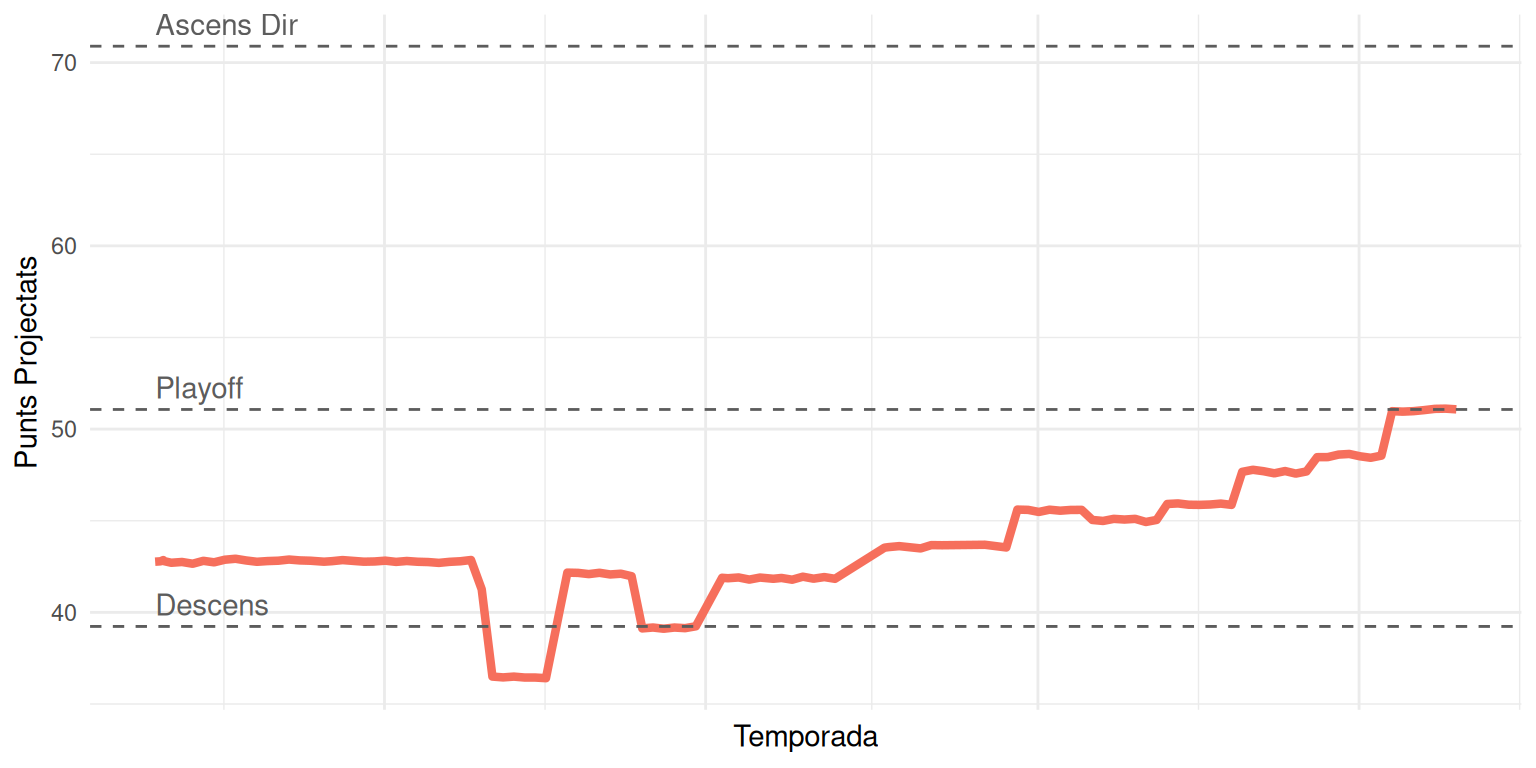 Ascens Dir
70
60
Playoff
50
Descens
40
Punts Projectats
Temporada